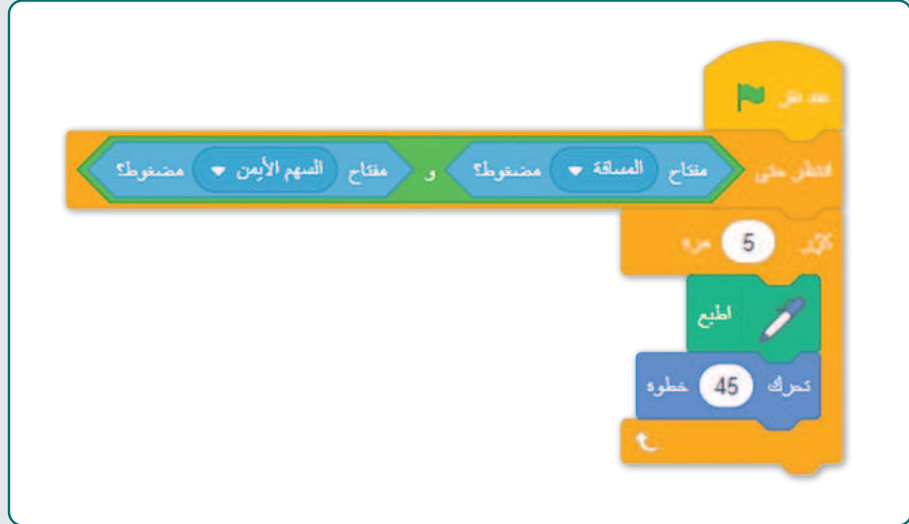 عند نقر
انتظر حتى مفتاح المسافة مضغوط؟ و مفتاح السهم الأيمن مضغوط؟
كرّر 5 مرة
اطبع
تحرك 45 خطوة